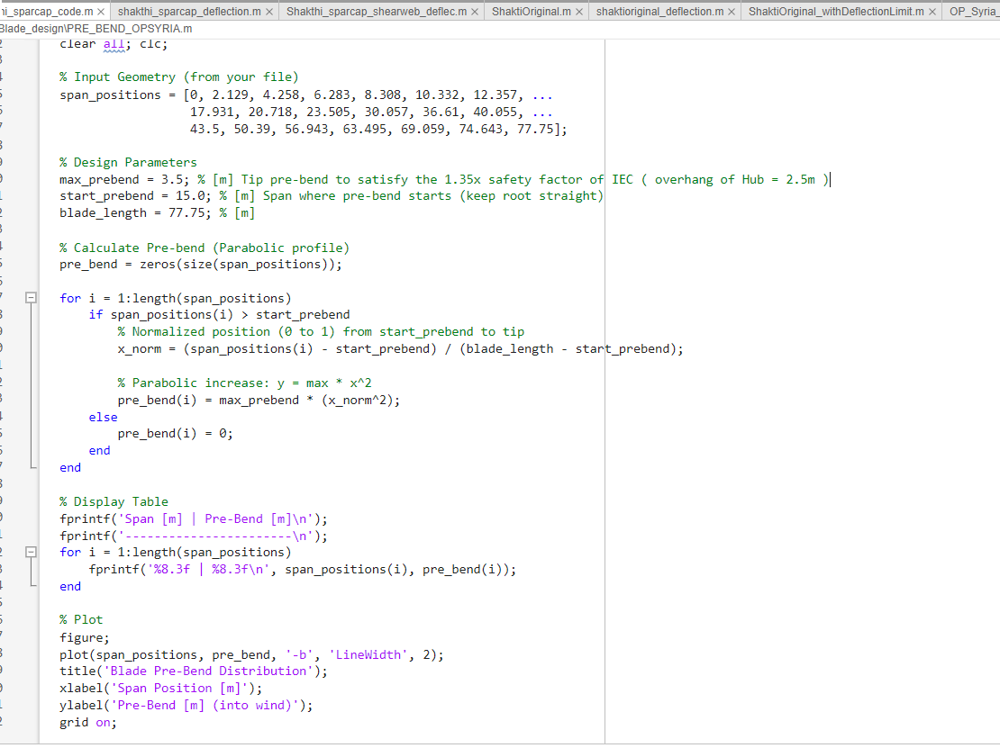 shakthi_sparcap_deflection.m × Shakthi_sparcap_shearweb_deflec.m × ShaktiOriginal.m × shaktioriginal_deflection.m × ShaktiOriginal_withDeflectionLimit.m × OP_Syria_
Blade_design\PRE_BEND_OPSYRIA.m
clear all; clc;
% Input Geometry (from your file)
span_positions = [0, 2.129, 4.258, 6.283, 8.308, 10.332, 12.357, ...
17.931, 20.718, 23.505, 30.057, 36.61, 40.055, ...
43.5, 50.39, 56.943, 63.495, 69.059, 74.643, 77.75];
% Design Parameters
max_prebend = 3.5; % [m] Tip pre-bend to satisfy the 1.35x safety factor of IEC ( overhang of Hub = 2.5m )
start_prebend = 15.0; % [m] Span where pre-bend starts (keep root straight)
blade_length = 77.75; % [m]
% Calculate Pre-bend (Parabolic profile)
pre_bend = zeros(size(span_positions));
for i = 1:length(span_positions)
if span_positions(i) > start_prebend
% Normalized position (0 to 1) from start_prebend to tip
x_norm = (span_positions(i) - start_prebend) / (blade_length - start_prebend);
% Parabolic increase: y = max * x^2
pre_bend(i) = max_prebend * (x_norm^2);
else
pre_bend(i) = 0;
end
end
% Display Table
fprintf('Span [m] | Pre-Bend [m]\n');
fprintf('-----------------------\n');
for i = 1:length(span_positions)
fprintf('%8.3f | %8.3f\n', span_positions(i), pre_bend(i));
end
% Plot
figure;
plot(span_positions, pre_bend, '-b', 'LineWidth', 2);
title('Blade Pre-Bend Distribution');
xlabel('Span Position [m]');
ylabel('Pre-Bend [m] (into wind)');
grid on;